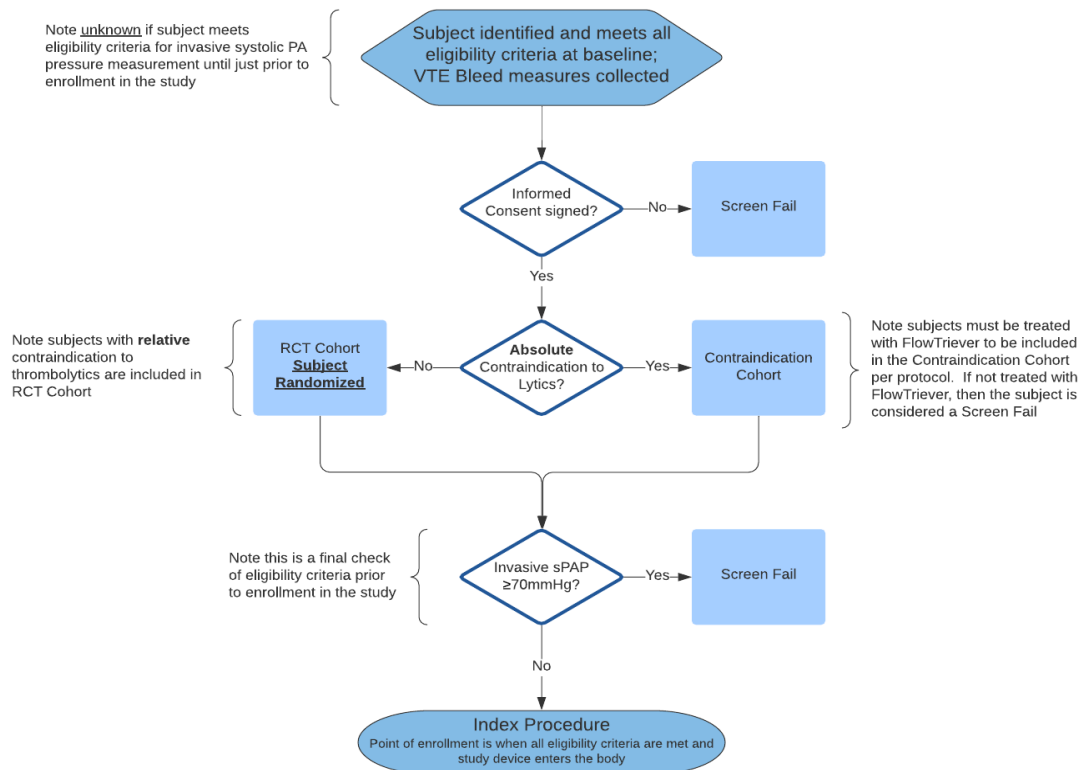 Note unknown if subject meets
eligibility criteria for invasive systolic PA
pressure measurement until just prior to
enrollment in the study
Subject identified and meets all
eligibility criteria at baseline;
VTE Bleed measures collected
Informed
Consent signed?
No
Screen Fail
Yes
Note subjects with relative
contraindication to
thrombolytics are included in
RCT Cohort
RCT Cohort
Subject
Randomized
No
Absolute
Contraindication to
Lytics?
Yes
Contraindication
Cohort
Note subjects must be treated
with FlowTriever to be included
in the Contraindication Cohort
per protocol.  If not treated with
FlowTriever, then the subject is
considered a Screen Fail
Note this is a final check
of eligibility criteria prior
to enrollment in the study
Invasive sPAP
≥70mmHg?
Yes
Screen Fail
No
Index Procedure
Point of enrollment is when all eligibility criteria are met and
study device enters the body